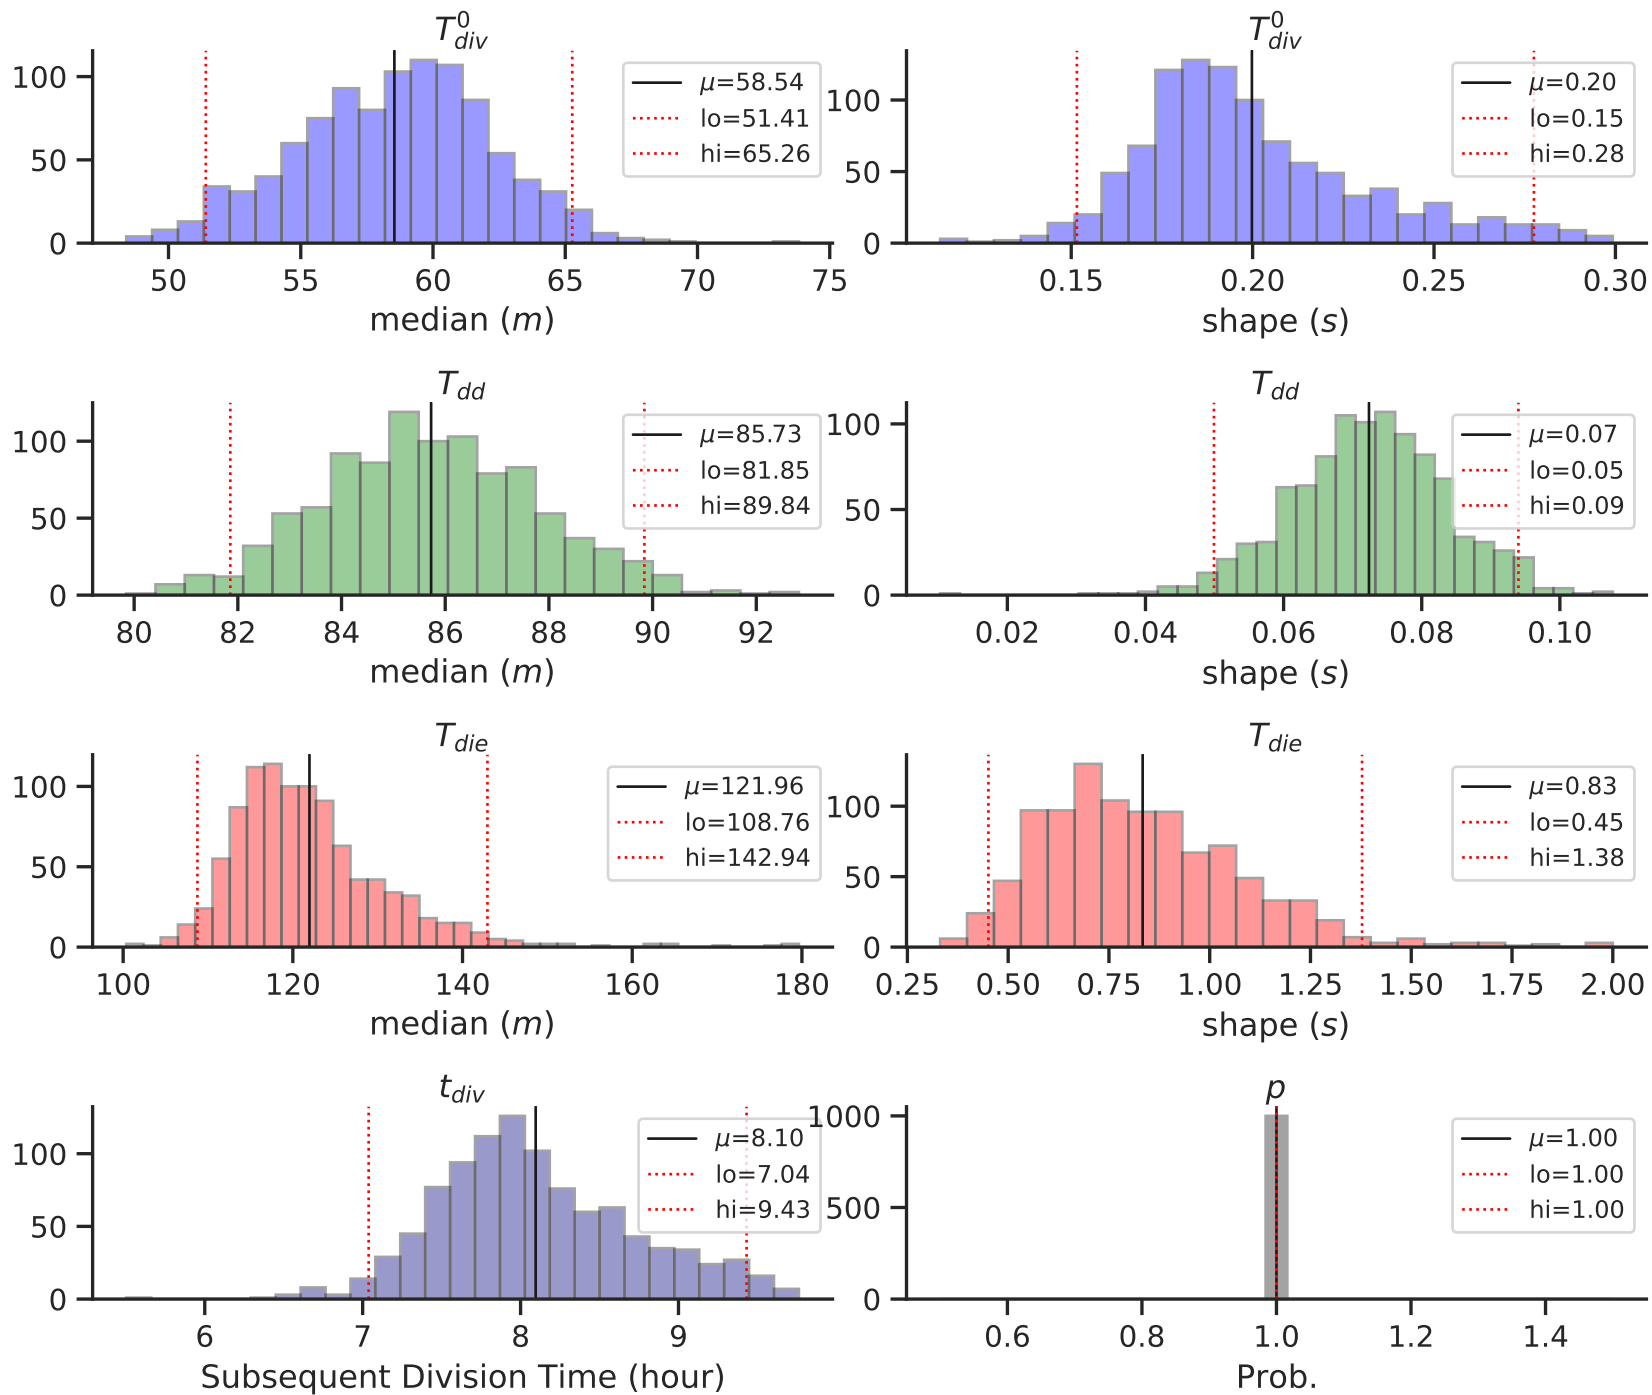 T⁰div
100
50
0
μ=58.54
lo=51.41
hi=65.26
50 55 60 65 70 75
median (m)
T⁰div
100
50
0
μ=0.20
lo=0.15
hi=0.28
0.15 0.20 0.25 0.30
shape (s)
Tdd
100
50
0
μ=85.73
lo=81.85
hi=89.84
80 82 84 86 88 90 92
median (m)
Tdd
100
50
0
μ=0.07
lo=0.05
hi=0.09
0.02 0.04 0.06 0.08 0.10
shape (s)
Tdie
100
50
0
μ=121.96
lo=108.76
hi=142.94
100 120 140 160 180
median (m)
Tdie
100
50
0
μ=0.83
lo=0.45
hi=1.38
0.25 0.50 0.75 1.00 1.25 1.50 1.75 2.00
shape (s)
tdiv
100
50
0
μ=8.10
lo=7.04
hi=9.43
6 7 8 9
Subsequent Division Time (hour)
p
1000
500
0
μ=1.00
lo=1.00
hi=1.00
0.6 0.8 1.0 1.2 1.4
Prob.